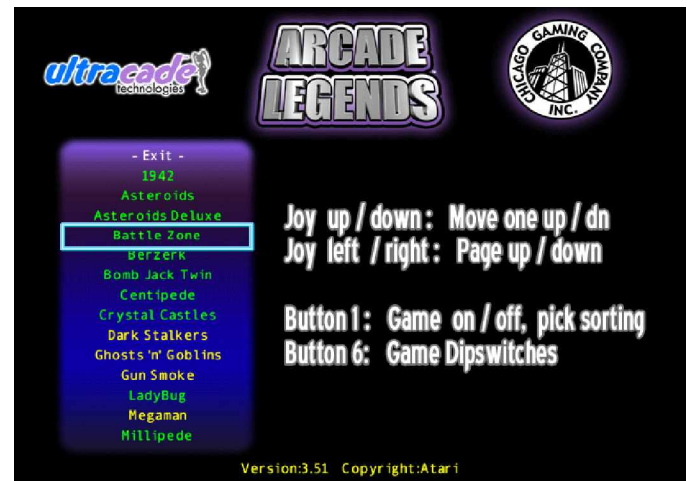 ultracade
technologies
ARCADE
LEGENDS
CHICAGO GAMING COMPANY
INC.
- Exit -
1942
Asteroids
Asteroids Deluxe
Battle Zone
Berzerk
Bomb Jack Twin
Centipede
Crystal Castles
Dark Stalkers
Ghosts 'n' Goblins
Gun Smoke
LadyBug
Megaman
Millipede
Joy up / down : Move one up / dn
Joy left / right : Page up / down
Button 1 : Game on / off, pick sorting
Button 6: Game Dipswitches
Version:3.51 Copyright:Atari